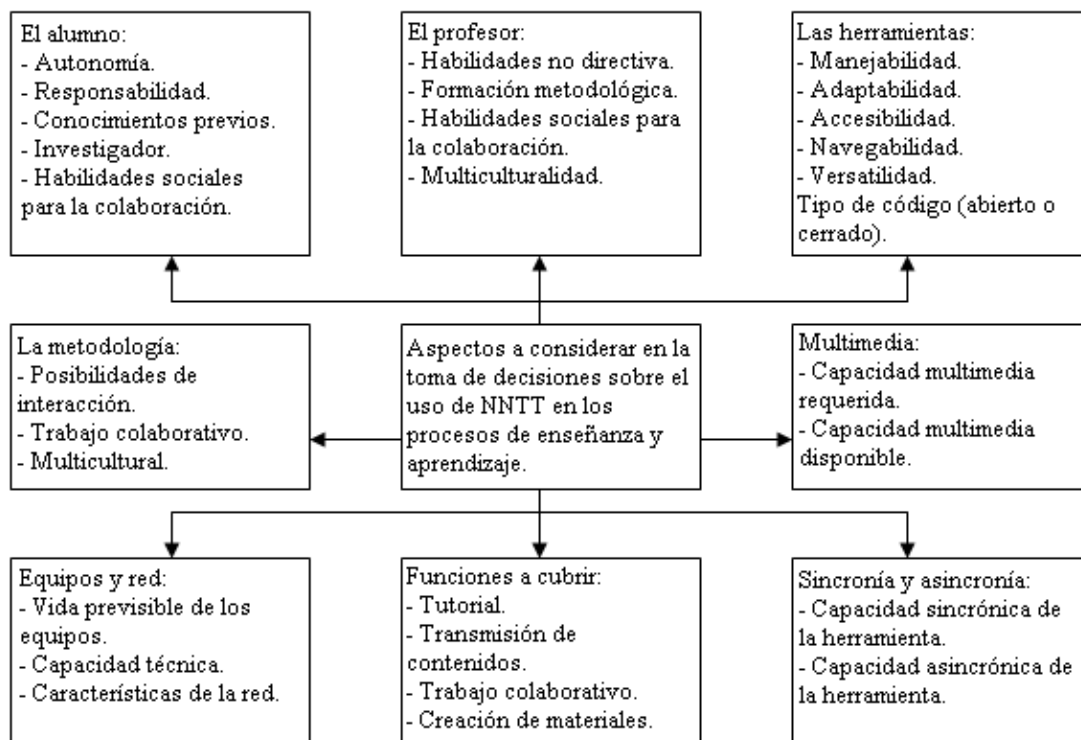 El alumno:
- Autonomía.
- Responsabilidad.
- Conocimientos previos.
- Investigador.
- Habilidades sociales
para la colaboración.
El profesor:
- Habilidades no directiva.
- Formación metodológica.
- Habilidades sociales para
la colaboración.
- Multiculturalidad.
Las herramientas:
- Manejabilidad.
- Adaptabilidad.
- Accesibilidad.
- Navegabilidad.
- Versatilidad.
Tipo de código (abierto o
cerrado).
La metodología:
- Posibilidades de
interacción.
- Trabajo colaborativo.
- Multicultural.
Aspectos a considerar en la
toma de decisiones sobre el
uso de NNTT en los
procesos de enseñanza y
aprendizaje.
Multimedia:
- Capacidad multimedia
requerida.
- Capacidad multimedia
disponible.
Equipos y red:
- Vida previsible de los
equipos.
- Capacidad técnica.
- Características de la red.
Funciones a cubrir:
- Tutorial.
- Transmisión de
contenidos.
- Trabajo colaborativo.
- Creación de materiales.
Sincronía y asincronía:
- Capacidad sincrónica de
la herramienta.
- Capacidad asincrónica de
la herramienta.